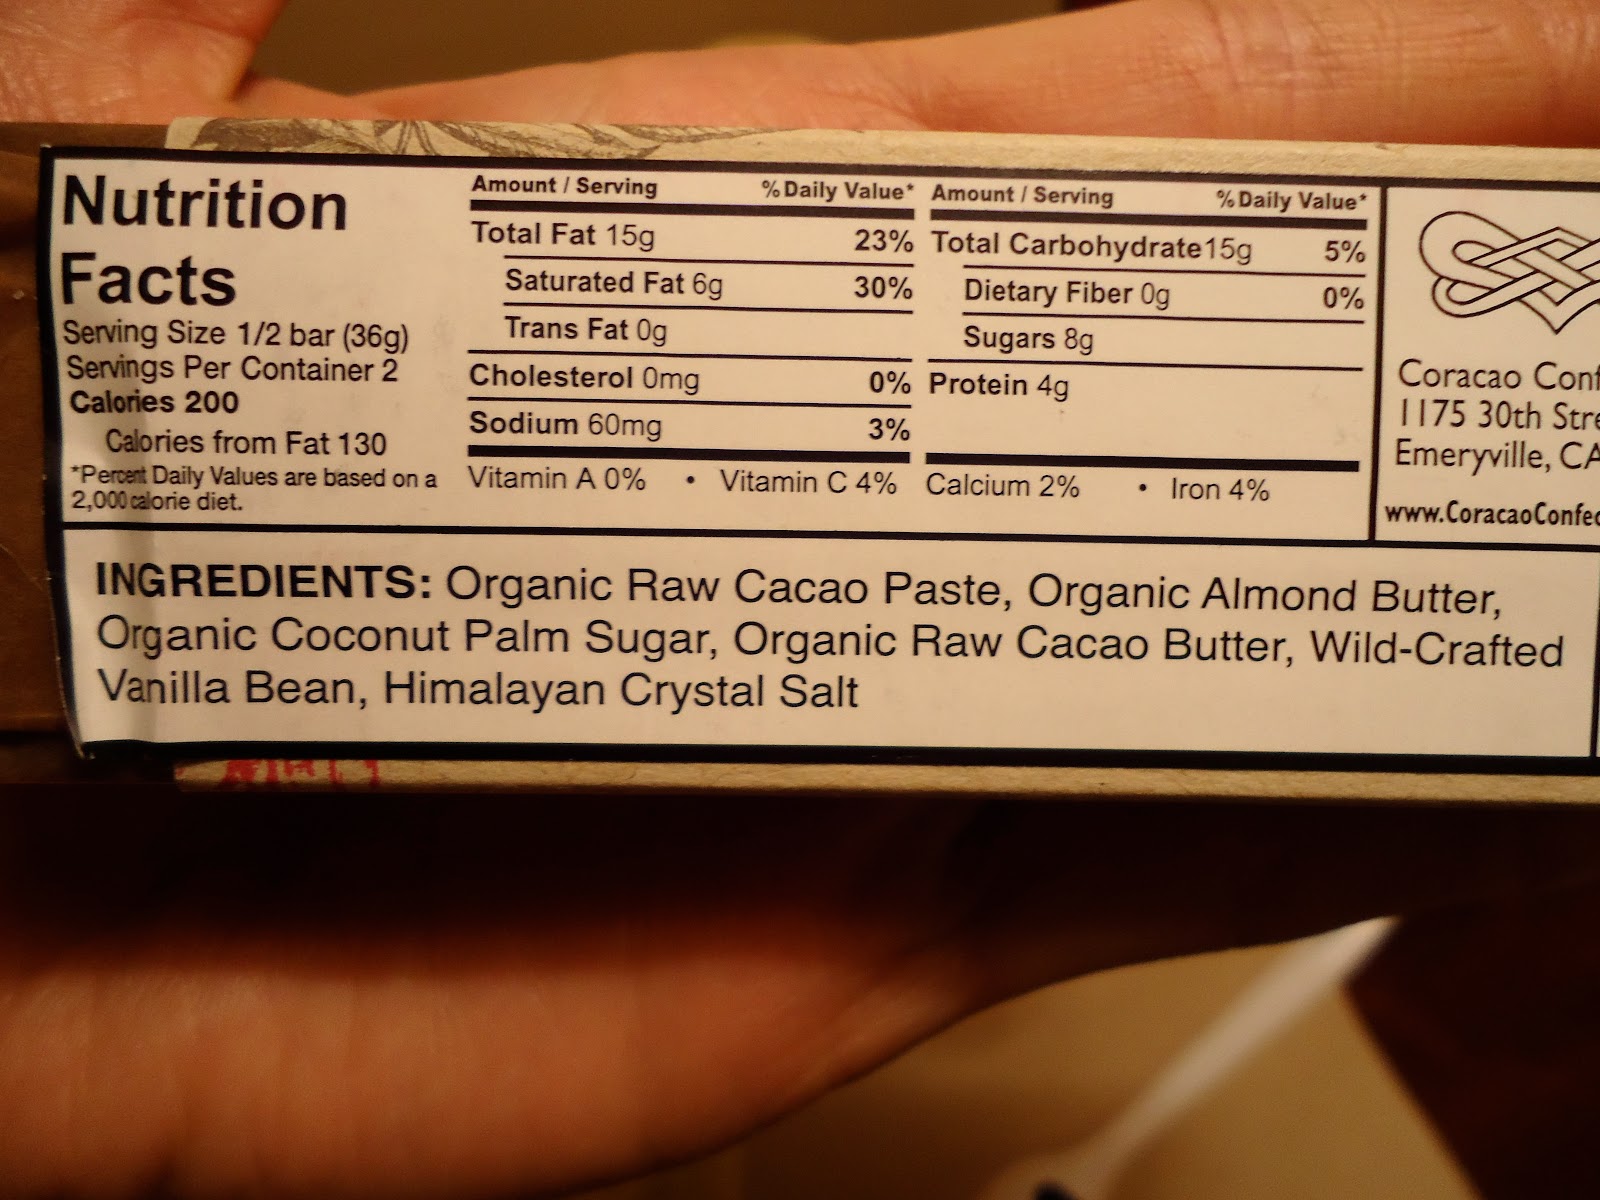 Nutrition
Facts
Serving Size 1/2 bar (36g)
Servings Per Container 2
Calories 200
Calories from Fat 130
*Percent Daily Values are based on a
2,000 calorie diet.
Amount / Serving % Daily Value*
Total Fat 15g 23%
Saturated Fat 6g 30%
Trans Fat 0g
Cholesterol 0mg 0%
Sodium 60mg 3%
Amount / Serving % Daily Value*
Total Carbohydrate 15g 5%
Dietary Fiber 0g 0%
Sugars 8g
Protein 4g
Vitamin A 0% • Vitamin C 4% Calcium 2% • Iron 4%
Coracao
1175 30th
Emeryville, CA
INGREDIENTS: Organic Raw Cacao Paste, Organic Almond Butter,
Organic Coconut Palm Sugar, Organic Raw Cacao Butter, Wild-Crafted
Vanilla Bean, Himalayan Crystal Salt